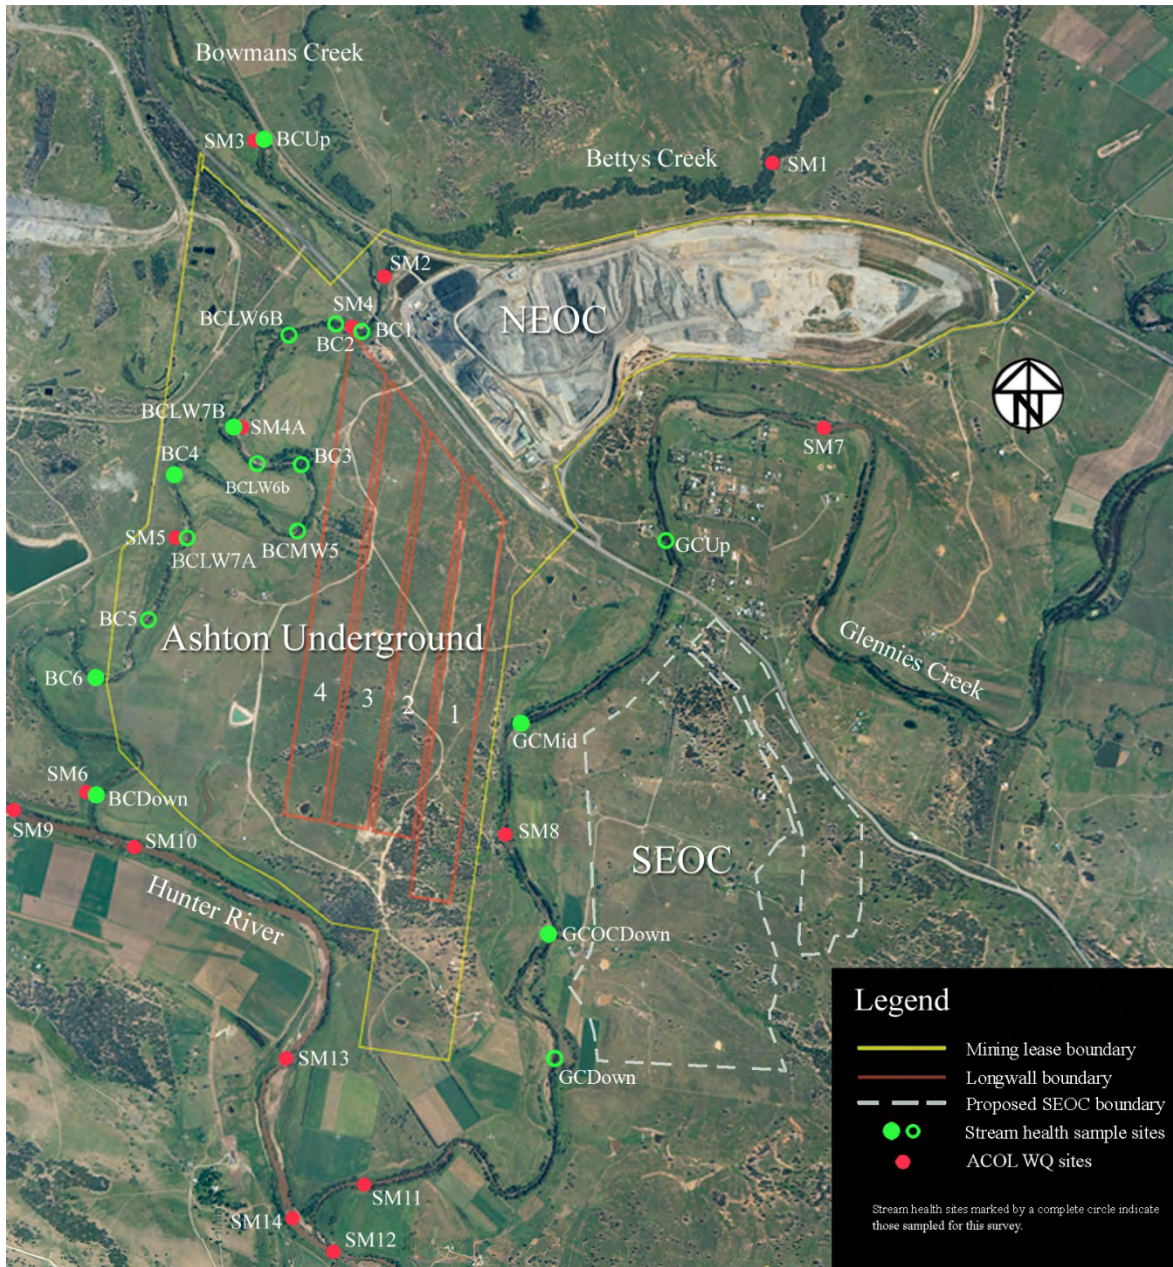 Bowmans Creek
SM3
BCUp
Bettys Creek
SM1
SM2
NEOC
SM4
BCLW6B
BC2
BC1
N
BCLW7B
SM4A
SM7
BC4
BC3
BCLW6b
SM5
BCLW7A
BCMW5
GCUp
BC5
Ashton Underground
Glennies Creek
BC6
4
3
2
1
GCMid
SM6
BCDown
SM9
SM10
SM8
SEOC
Hunter River
GCOCDown
SM13
GCDown
SM11
SM14
SM12
Legend
Mining lease boundary
Longwall boundary
Proposed SEOC boundary
Stream health sample sites
ACOL WQ sites
Stream health sites marked by a complete circle indicate
those sampled for this survey.